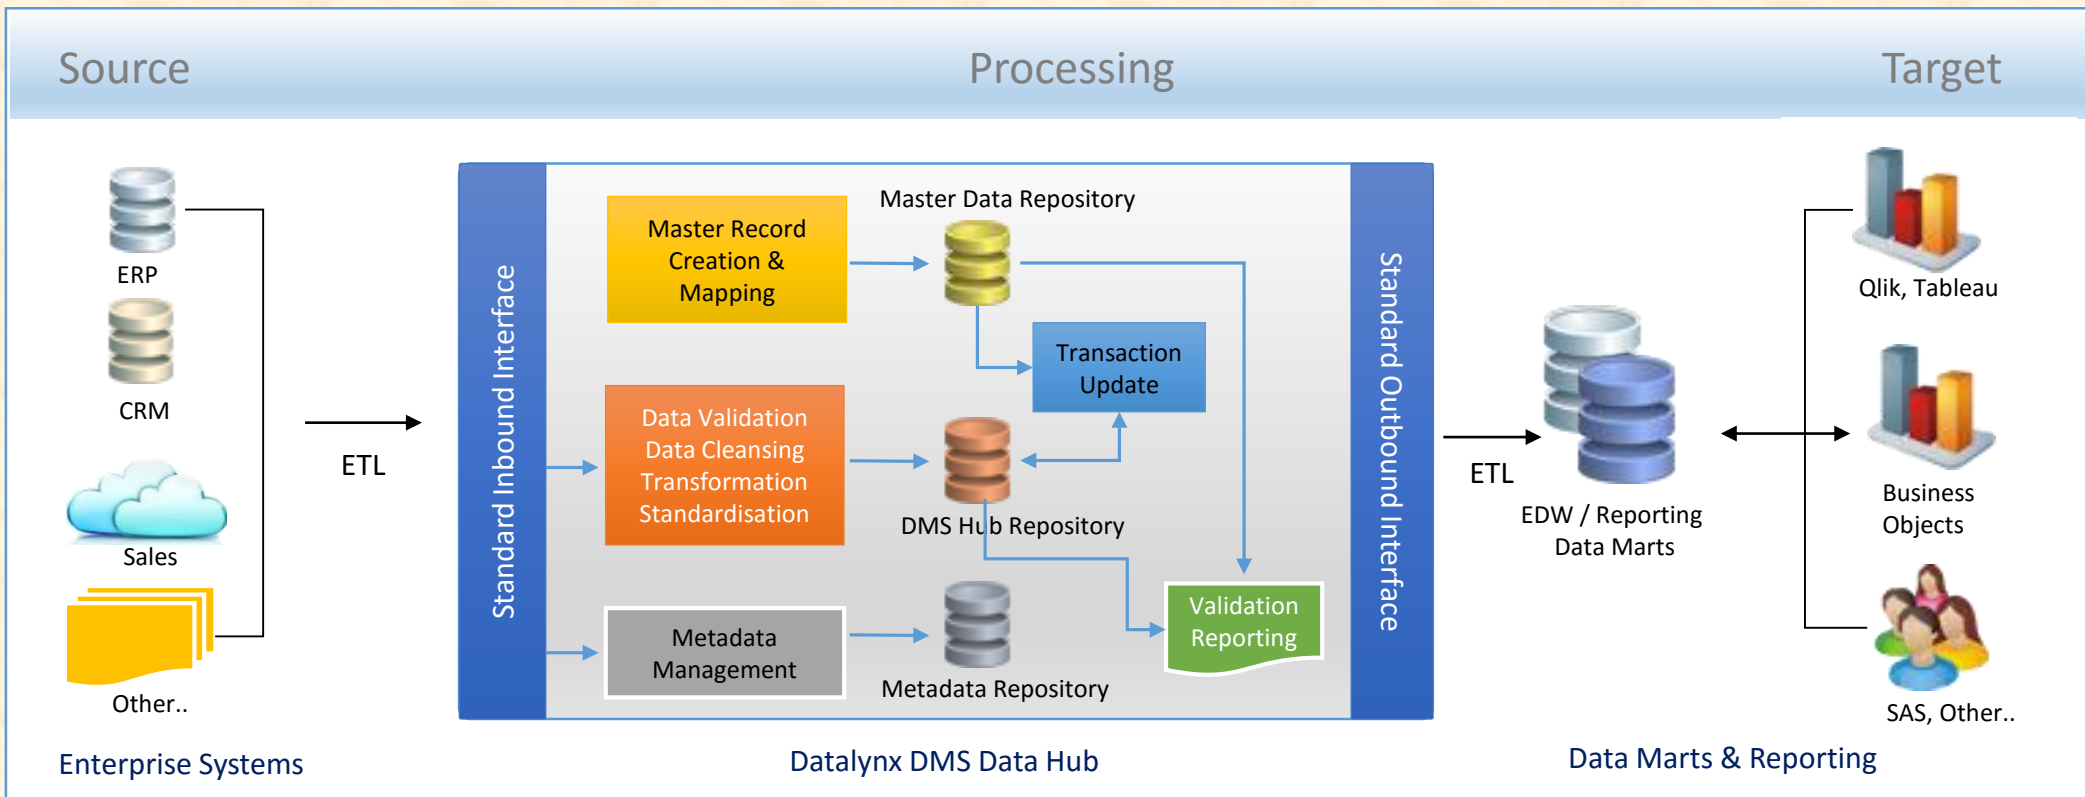 Source
Processing
Target
ERP
CRM
Sales
Other..
Enterprise Systems
ETL
Standard Inbound Interface
Master Record
Creation &
Mapping
Master Data Repository
Transaction
Update
Data Validation
Data Cleansing
Transformation
Standardisation
DMS Hub Repository
Metadata
Management
Metadata Repository
Validation
Reporting
Standard Outbound Interface
Datalynx DMS Data Hub
ETL
EDW / Reporting
Data Marts
Qlik, Tableau
Business
Objects
SAS, Other..
Data Marts & Reporting